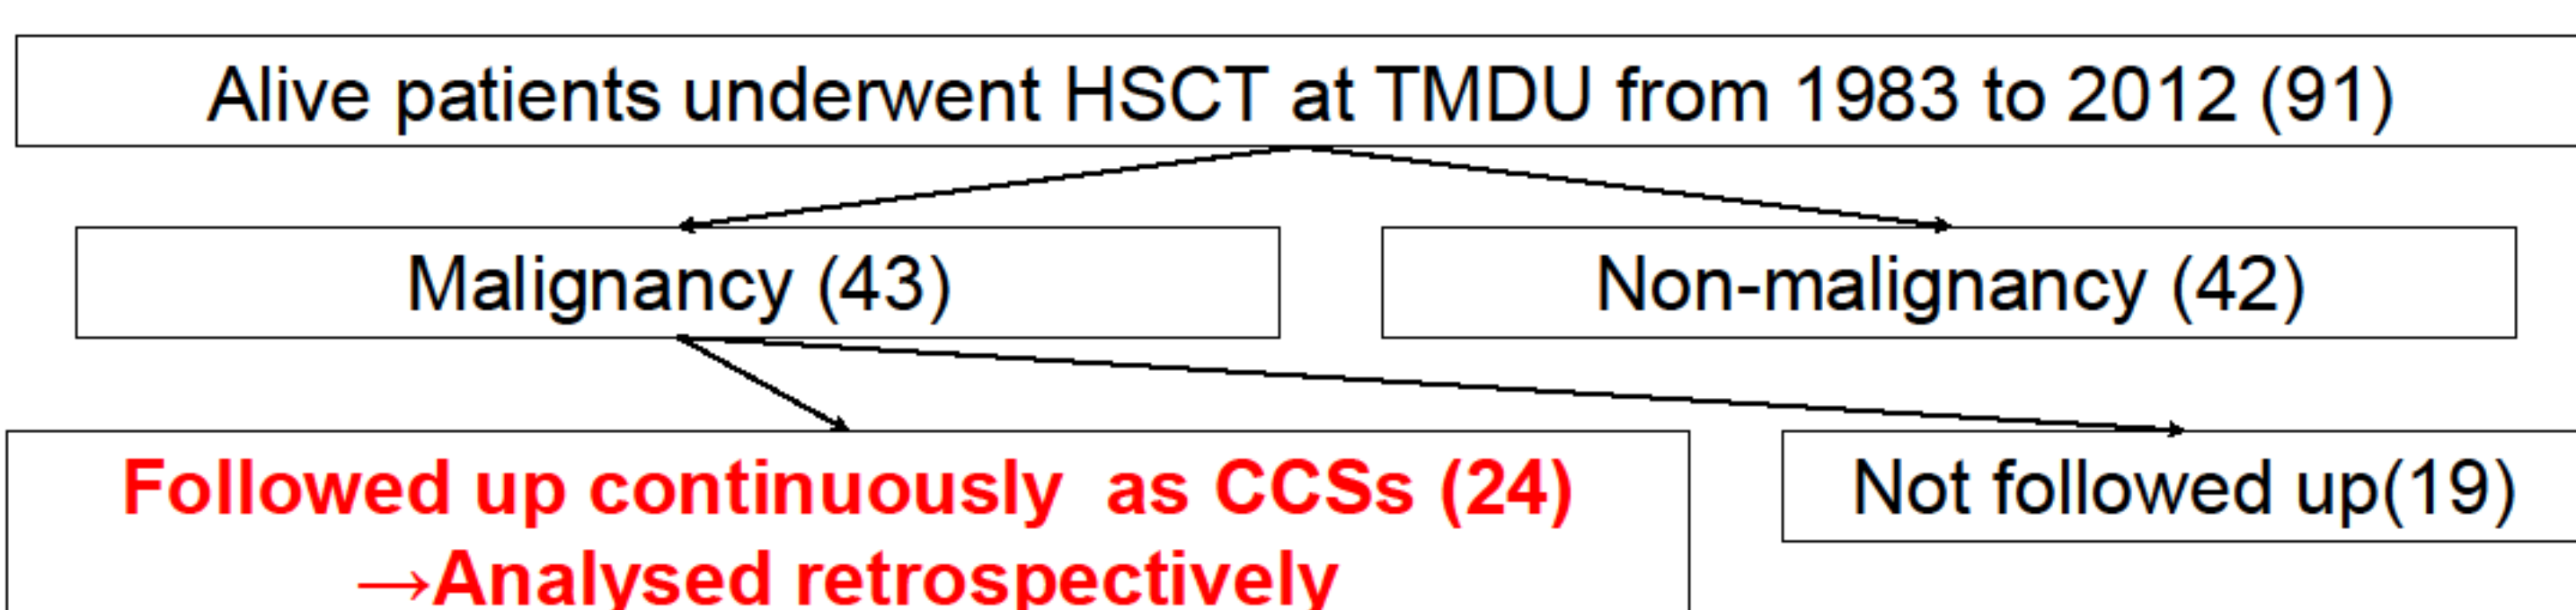 Alive patients underwent HSCT at TMDU from 1983 to 2012 (91)
Malignancy (43)
Non-malignancy (42)
Followed up continuously  as CCSs (24)
→Analysed retrospectively
Not followed up(19)